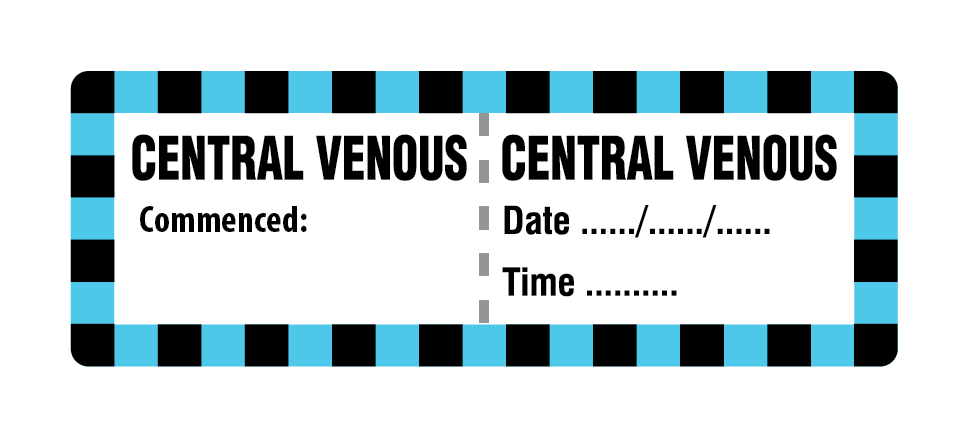 CENTRAL VENOUS
Commenced:
CENTRAL VENOUS
Date ....../....../......
Time ..........